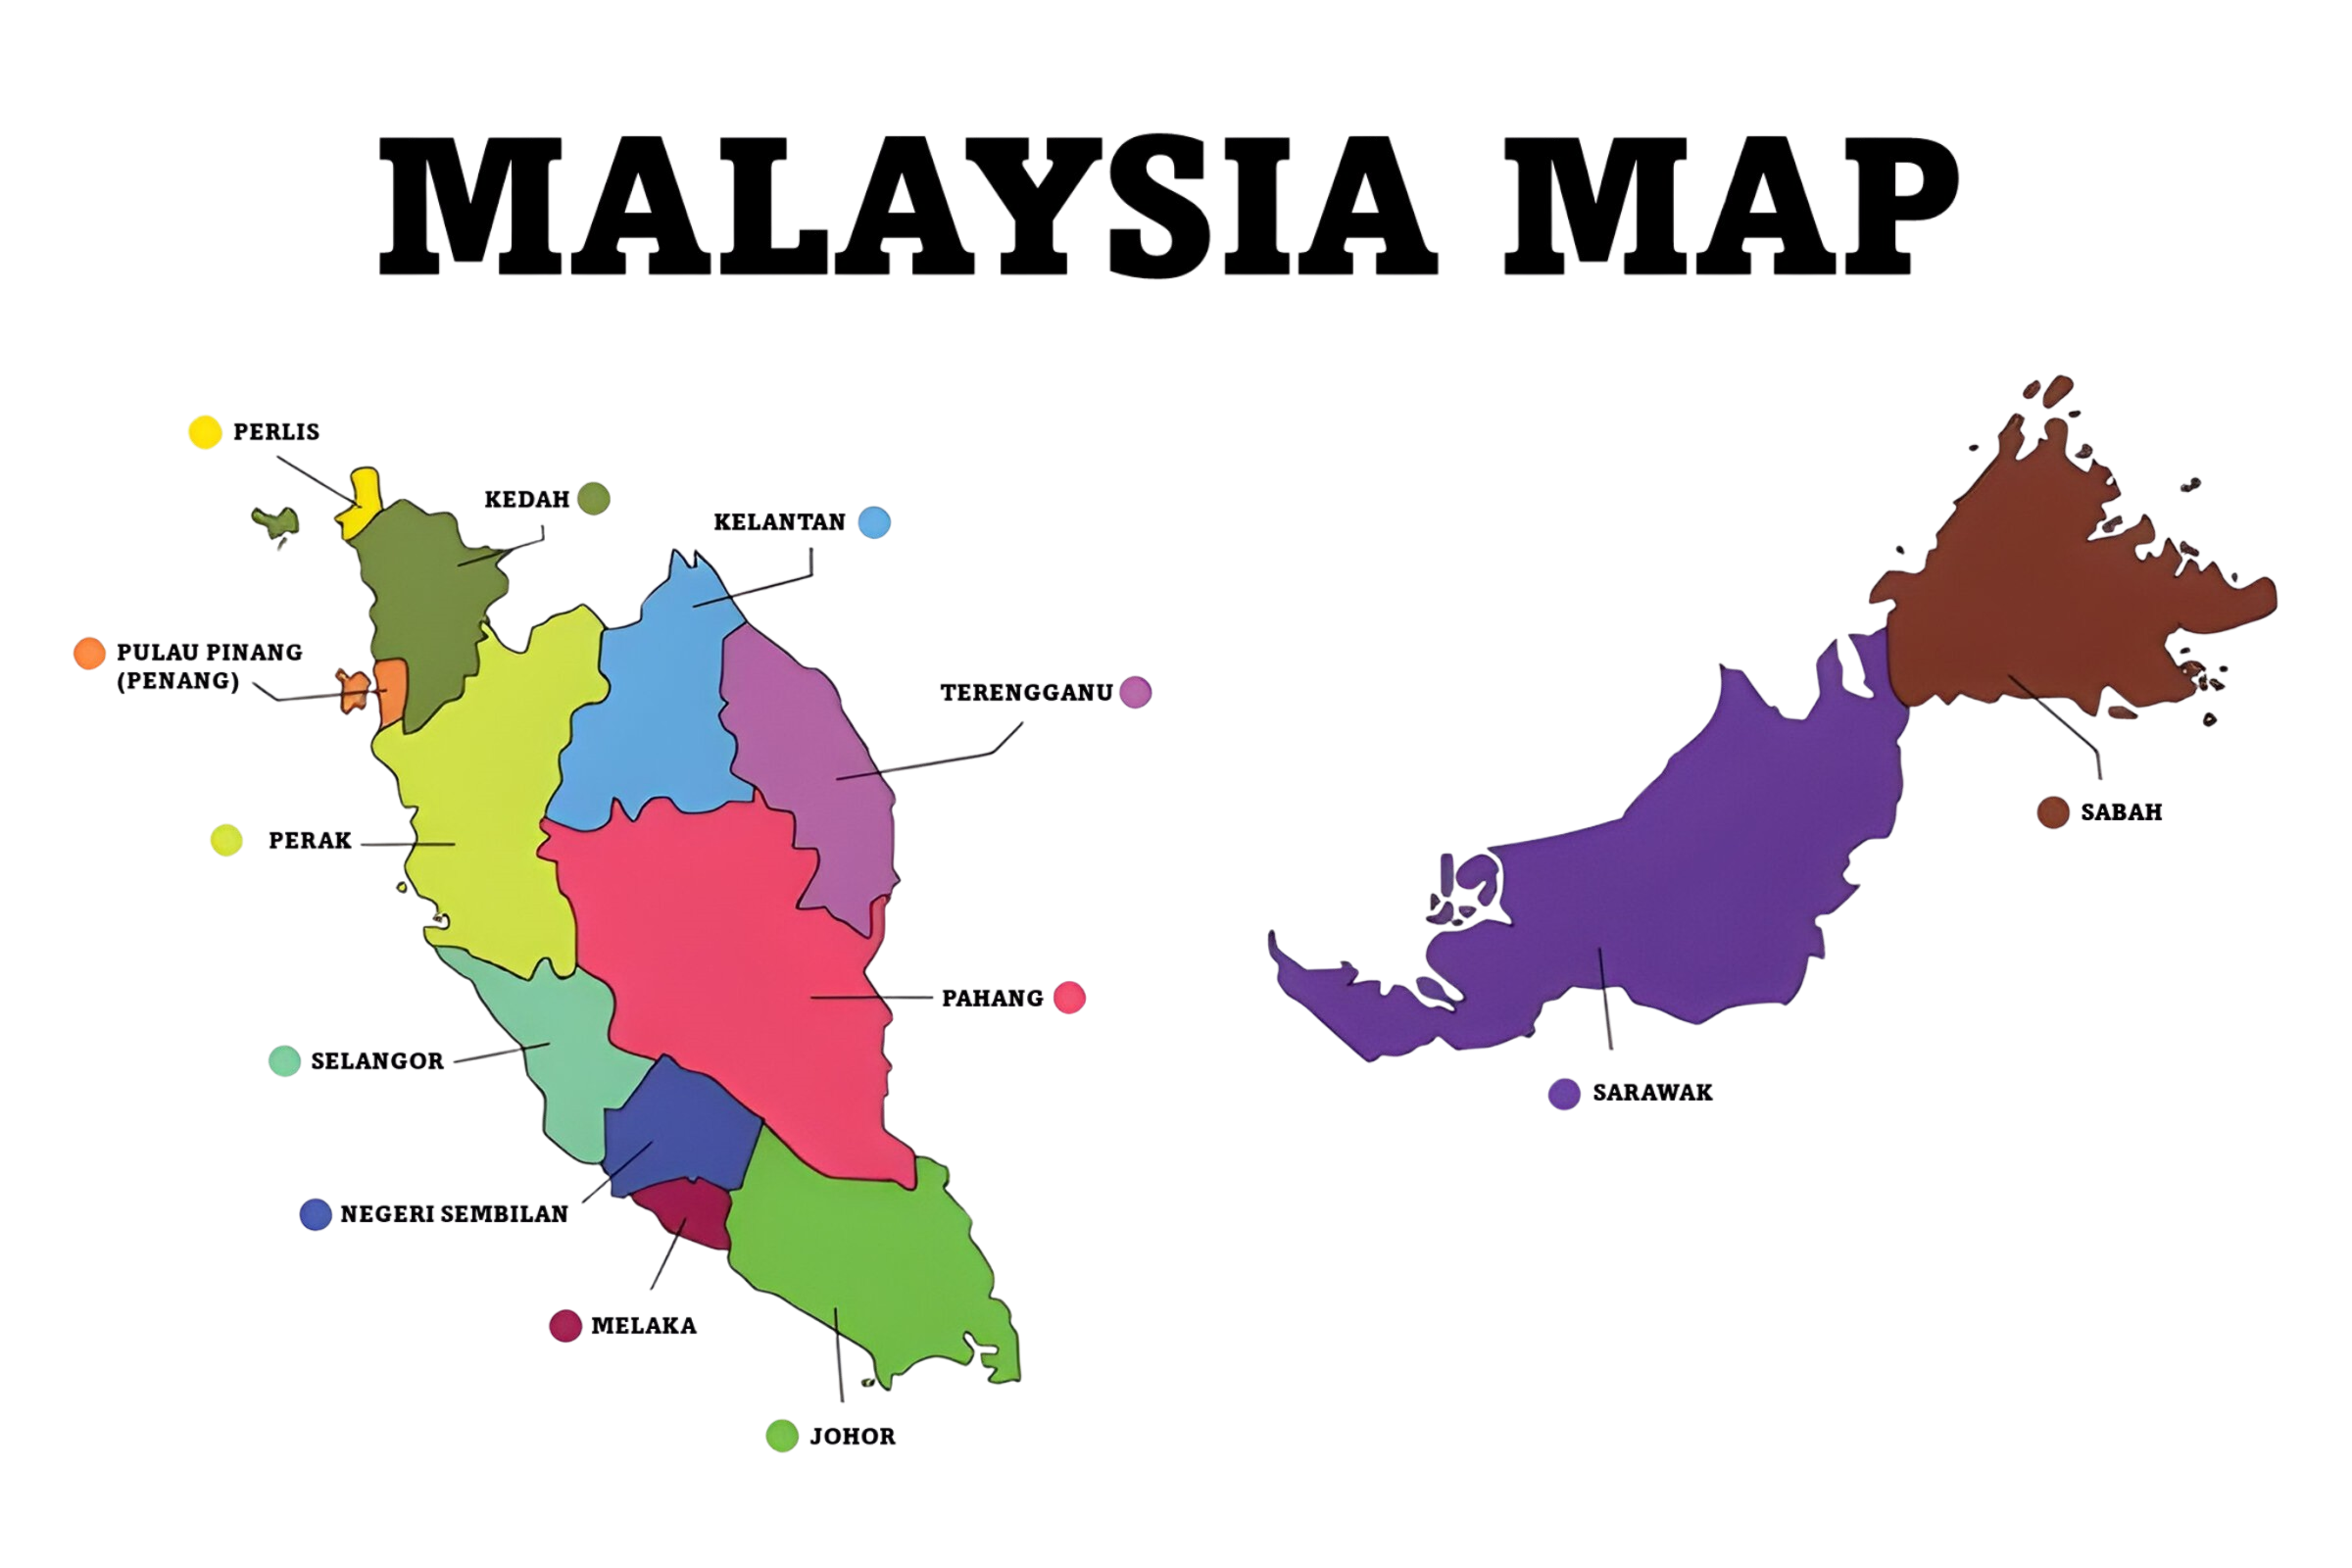 MALAYSIA MAP
PERLIS
KEDAH
KELANTAN
PULAU PINANG
(PENANG)
TERENGGANU
PERAK
SABAH
PAHANG
SELANGOR
SARAWAK
NEGERI SEMBILAN
MELAKA
JOHOR